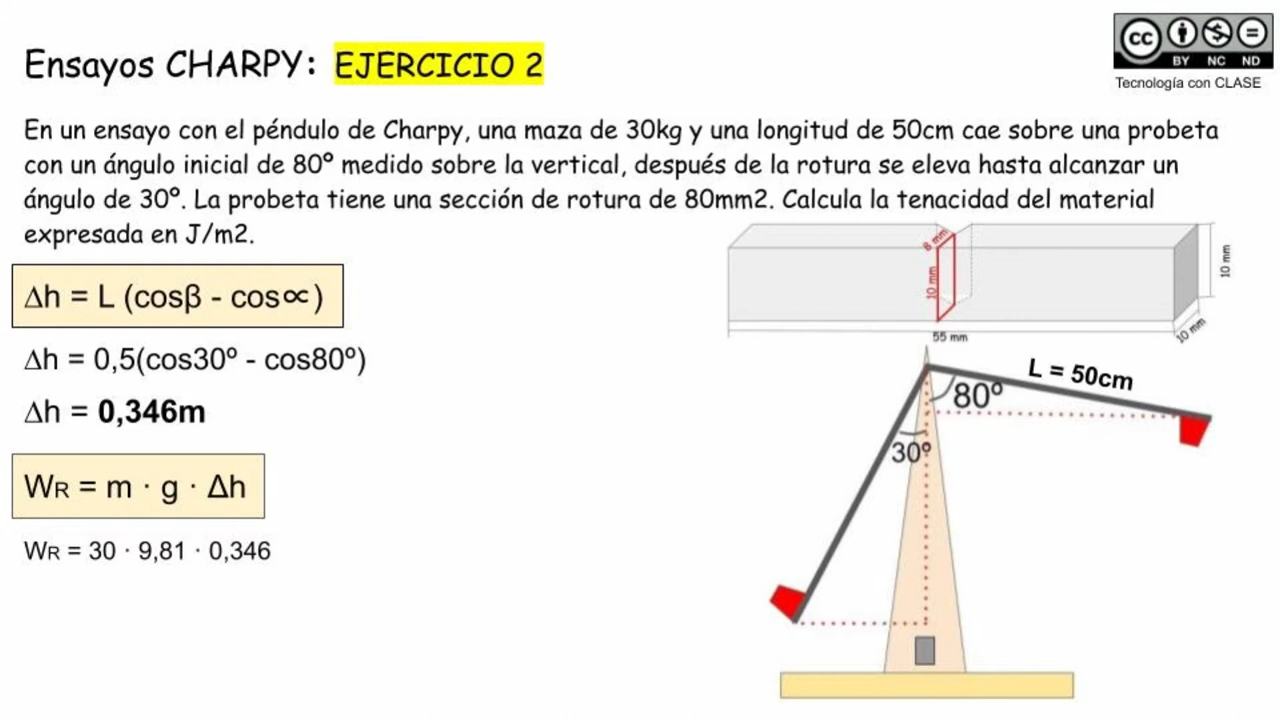 Ensayos CHARPY: EJERCICIO 2
cc
BY NC ND
Tecnología con CLASE
En un ensayo con el péndulo de Charpy, una maza de 30kg y una longitud de 50cm cae sobre una probeta
con un ángulo inicial de 80º medido sobre la vertical, después de la rotura se eleva hasta alcanzar un
ángulo de 30º. La probeta tiene una sección de rotura de 80mm2. Calcula la tenacidad del material
expresada en J/m2.
8 mm
10 mm
10 mm
10 mm
55 mm
∆h = L (cosβ - cos∝)
∆h = 0,5(cos30º - cos80º)
∆h = 0,346m
L = 50cm
80º
30º
WR = m · g · ∆h
WR = 30 · 9,81 · 0,346